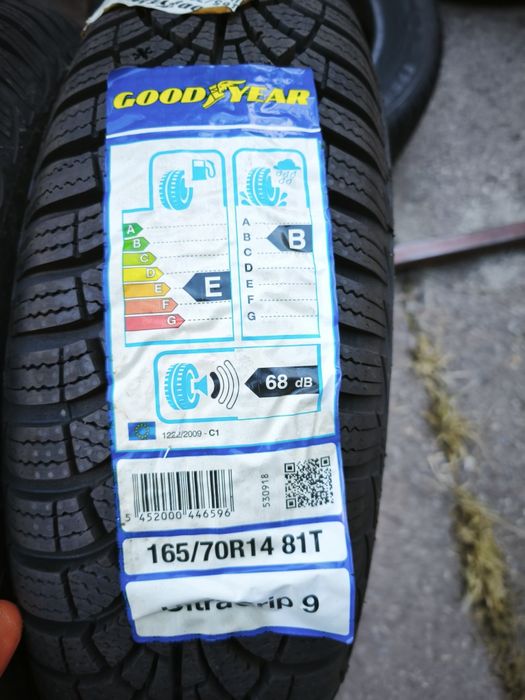 GOODYEAR
A
B
C
D
E
F
G
E
A
B
C
D
E
F
G
B
68 dB
1222/2009 - C1
530918
5 452000 446596
165/70R14 81T
UltraGrip 9